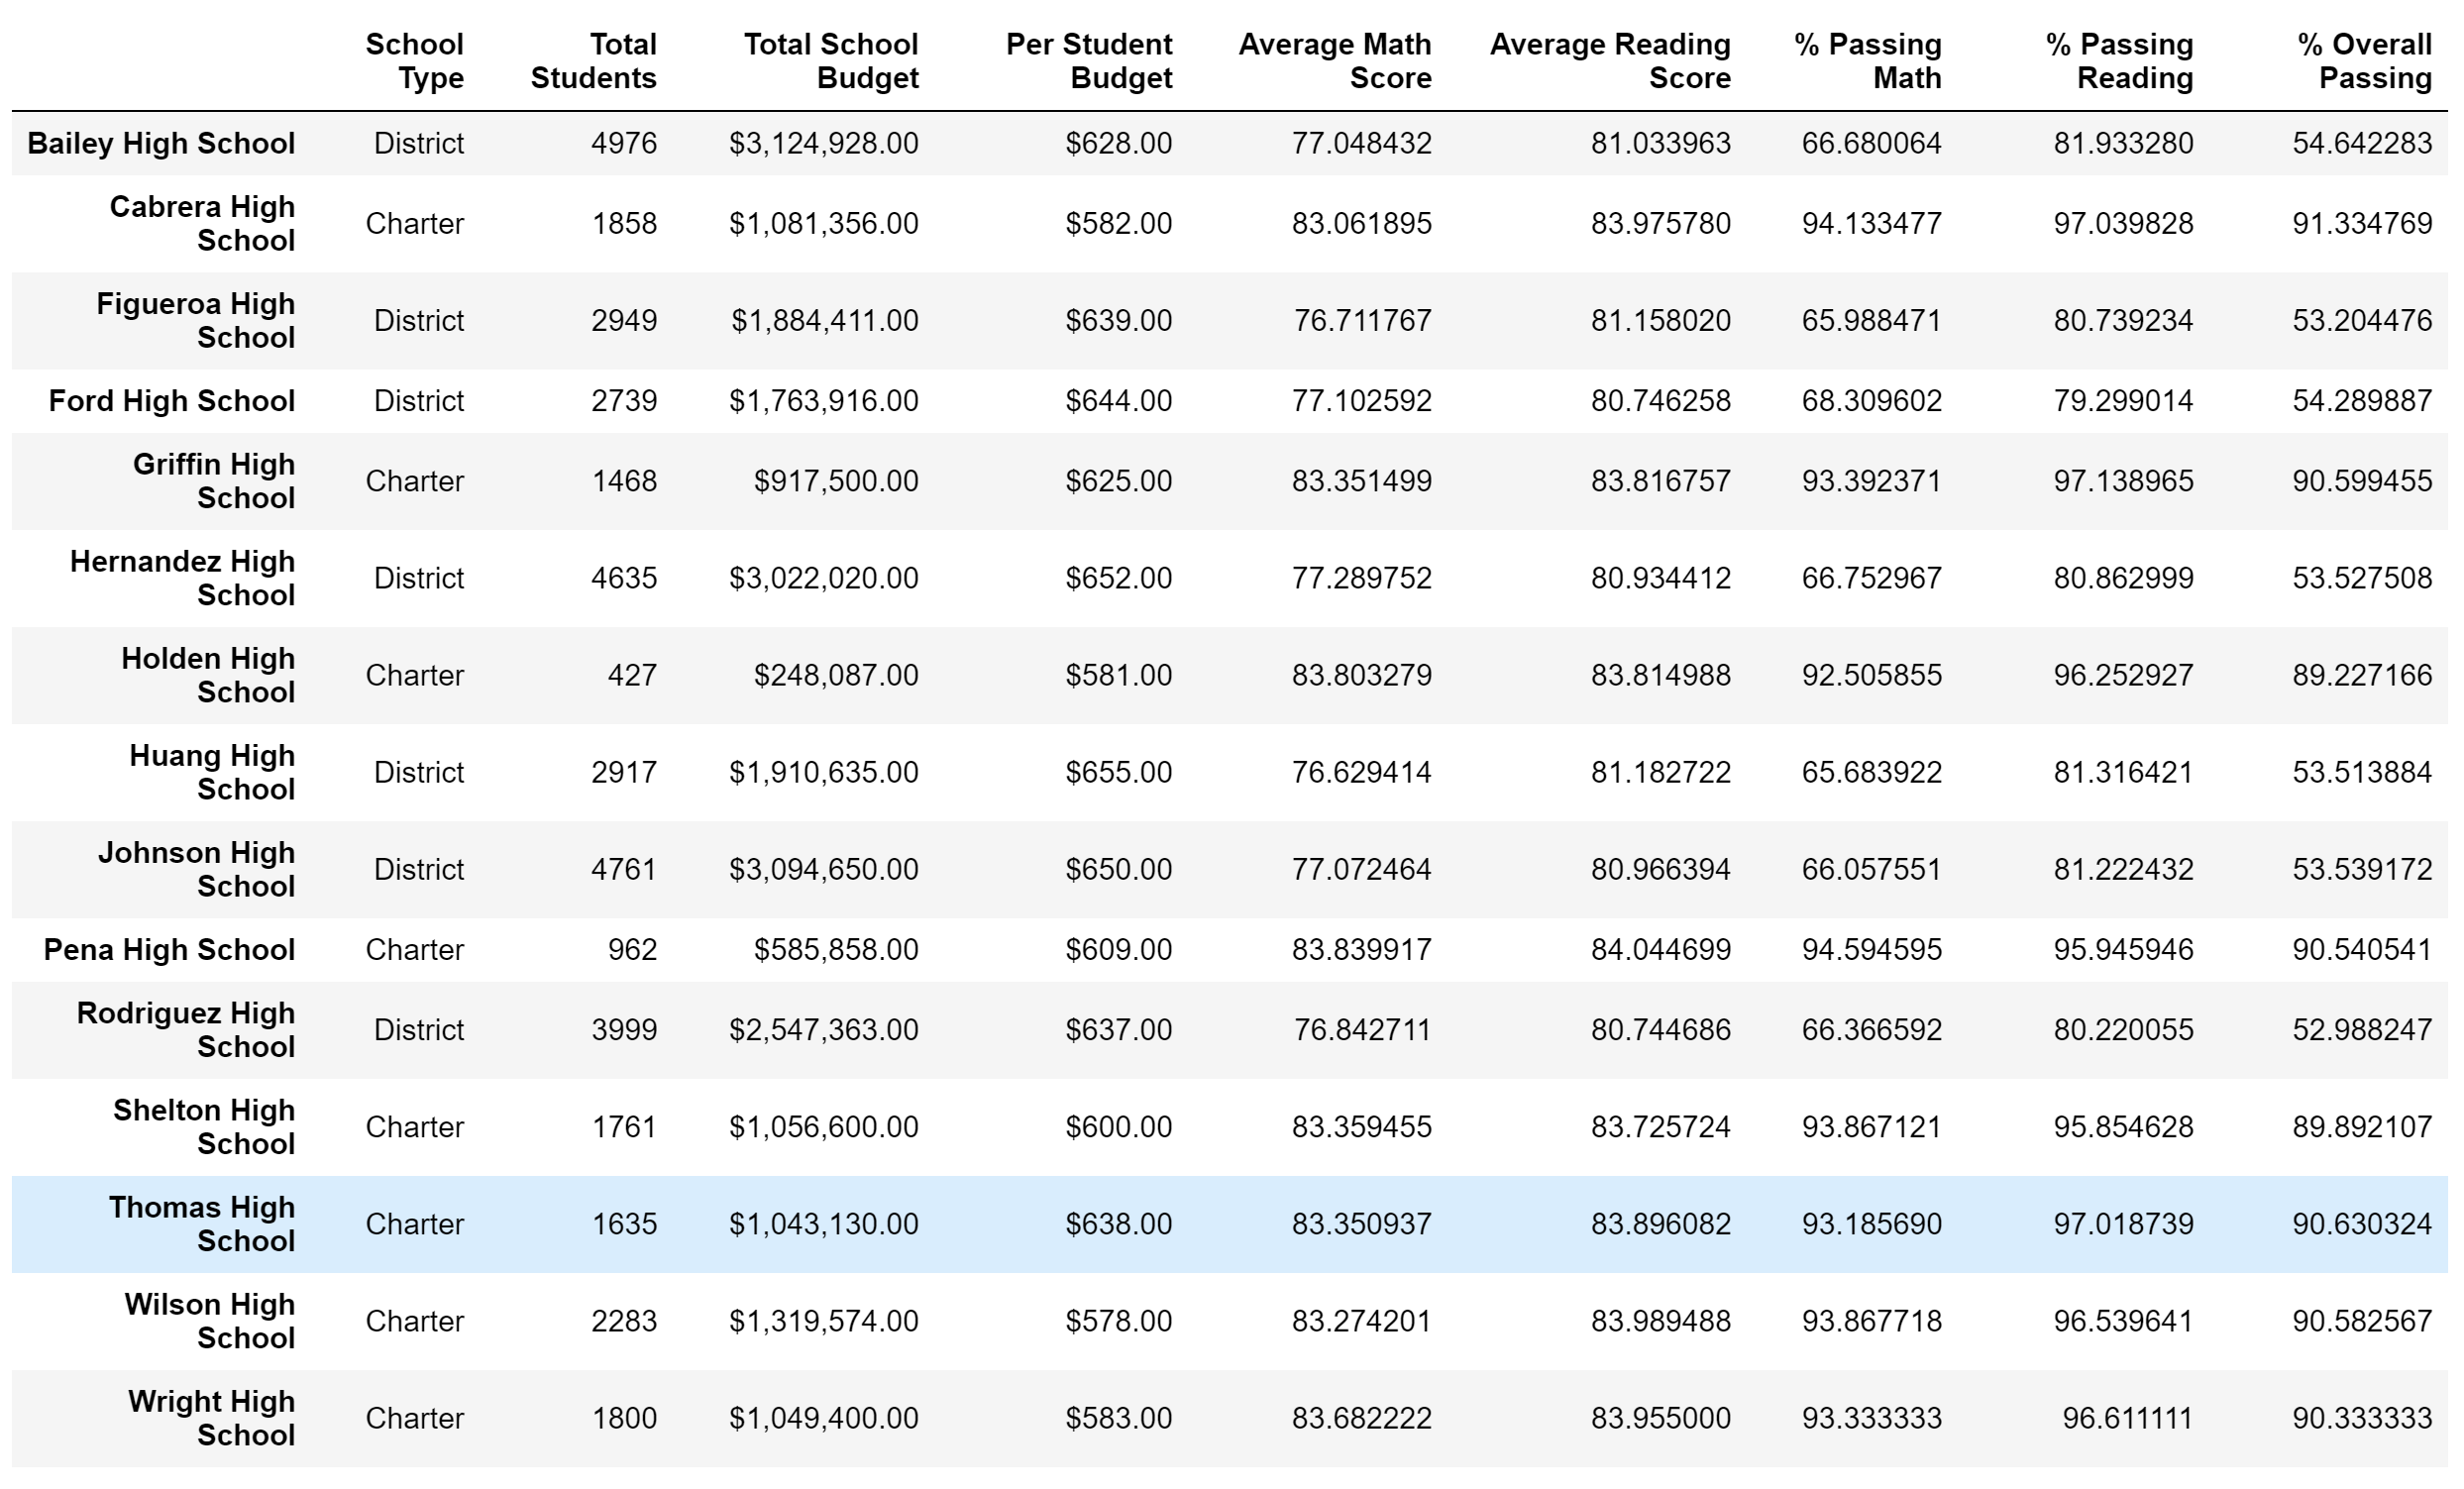 School Type Total Students Total School Budget Per Student Budget Average Math Score Average Reading Score % Passing Math % Passing Reading % Overall Passing
Bailey High School District 4976 $3,124,928.00 $628.00 77.048432 81.033963 66.680064 81.933280 54.642283
Cabrera High School Charter 1858 $1,081,356.00 $582.00 83.061895 83.975780 94.133477 97.039828 91.334769
Figueroa High School District 2949 $1,884,411.00 $639.00 76.711767 81.158020 65.988471 80.739234 53.204476
Ford High School District 2739 $1,763,916.00 $644.00 77.102592 80.746258 68.309602 79.299014 54.289887
Griffin High School Charter 1468 $917,500.00 $625.00 83.351499 83.816757 93.392371 97.138965 90.599455
Hernandez High School District 4635 $3,022,020.00 $652.00 77.289752 80.934412 66.752967 80.862999 53.527508
Holden High School Charter 427 $248,087.00 $581.00 83.803279 83.814988 92.505855 96.252927 89.227166
Huang High School District 2917 $1,910,635.00 $655.00 76.629414 81.182722 65.683922 81.316421 53.513884
Johnson High School District 4761 $3,094,650.00 $650.00 77.072464 80.966394 66.057551 81.222432 53.539172
Pena High School Charter 962 $585,858.00 $609.00 83.839917 84.044699 94.594595 95.945946 90.540541
Rodriguez High School District 3999 $2,547,363.00 $637.00 76.842711 80.744686 66.366592 80.220055 52.988247
Shelton High School Charter 1761 $1,056,600.00 $600.00 83.359455 83.725724 93.867121 95.854628 89.892107
Thomas High School Charter 1635 $1,043,130.00 $638.00 83.350937 83.896082 93.185690 97.018739 90.630324
Wilson High School Charter 2283 $1,319,574.00 $578.00 83.274201 83.989488 93.867718 96.539641 90.582567
Wright High School Charter 1800 $1,049,400.00 $583.00 83.682222 83.955000 93.333333 96.611111 90.333333